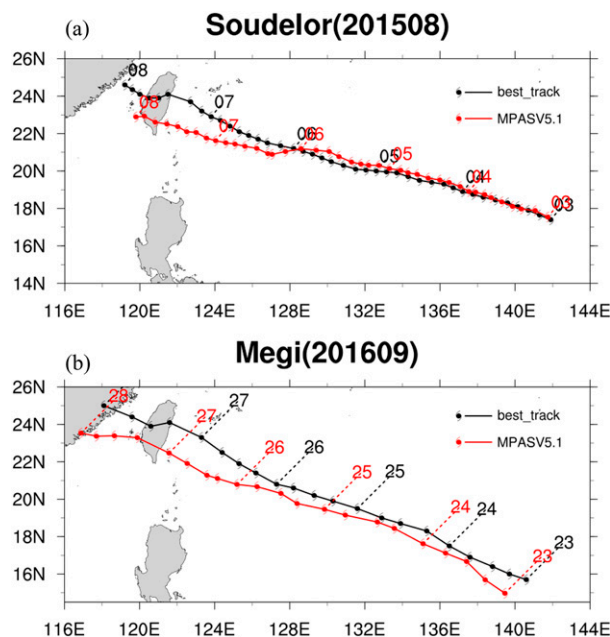 (a)
Soudelor(201508)
26N
24N
22N
20N
18N
16N
14N
08
08
07
07
06
06
05
05
04
04
03
03
best_track
MPASV5.1
116E 120E 124E 128E 132E 136E 140E 144E
(b)
Megi(201609)
26N
24N
22N
20N
18N
16N
14N
28
27
27
26
26
25
25
24
24
23
23
best_track
MPASV5.1
116E 120E 124E 128E 132E 136E 140E 144E